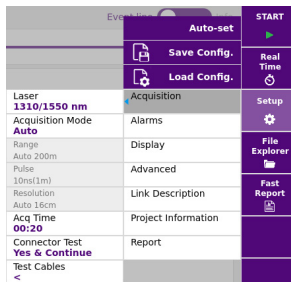 Event line
Auto-set
Save Config.
Load Config.
START
Real
Time
Setup
File
Explorer
Fast
Report
Laser
1310/1550 nm
Acquisition Mode
Auto
Range
Auto 200m
Pulse
10ns(1m)
Resolution
Auto 16cm
Acq Time
00:20
Connector Test
Yes & Continue
Test Cables
<
Acquisition
Alarms
Display
Advanced
Link Description
Project Information
Report